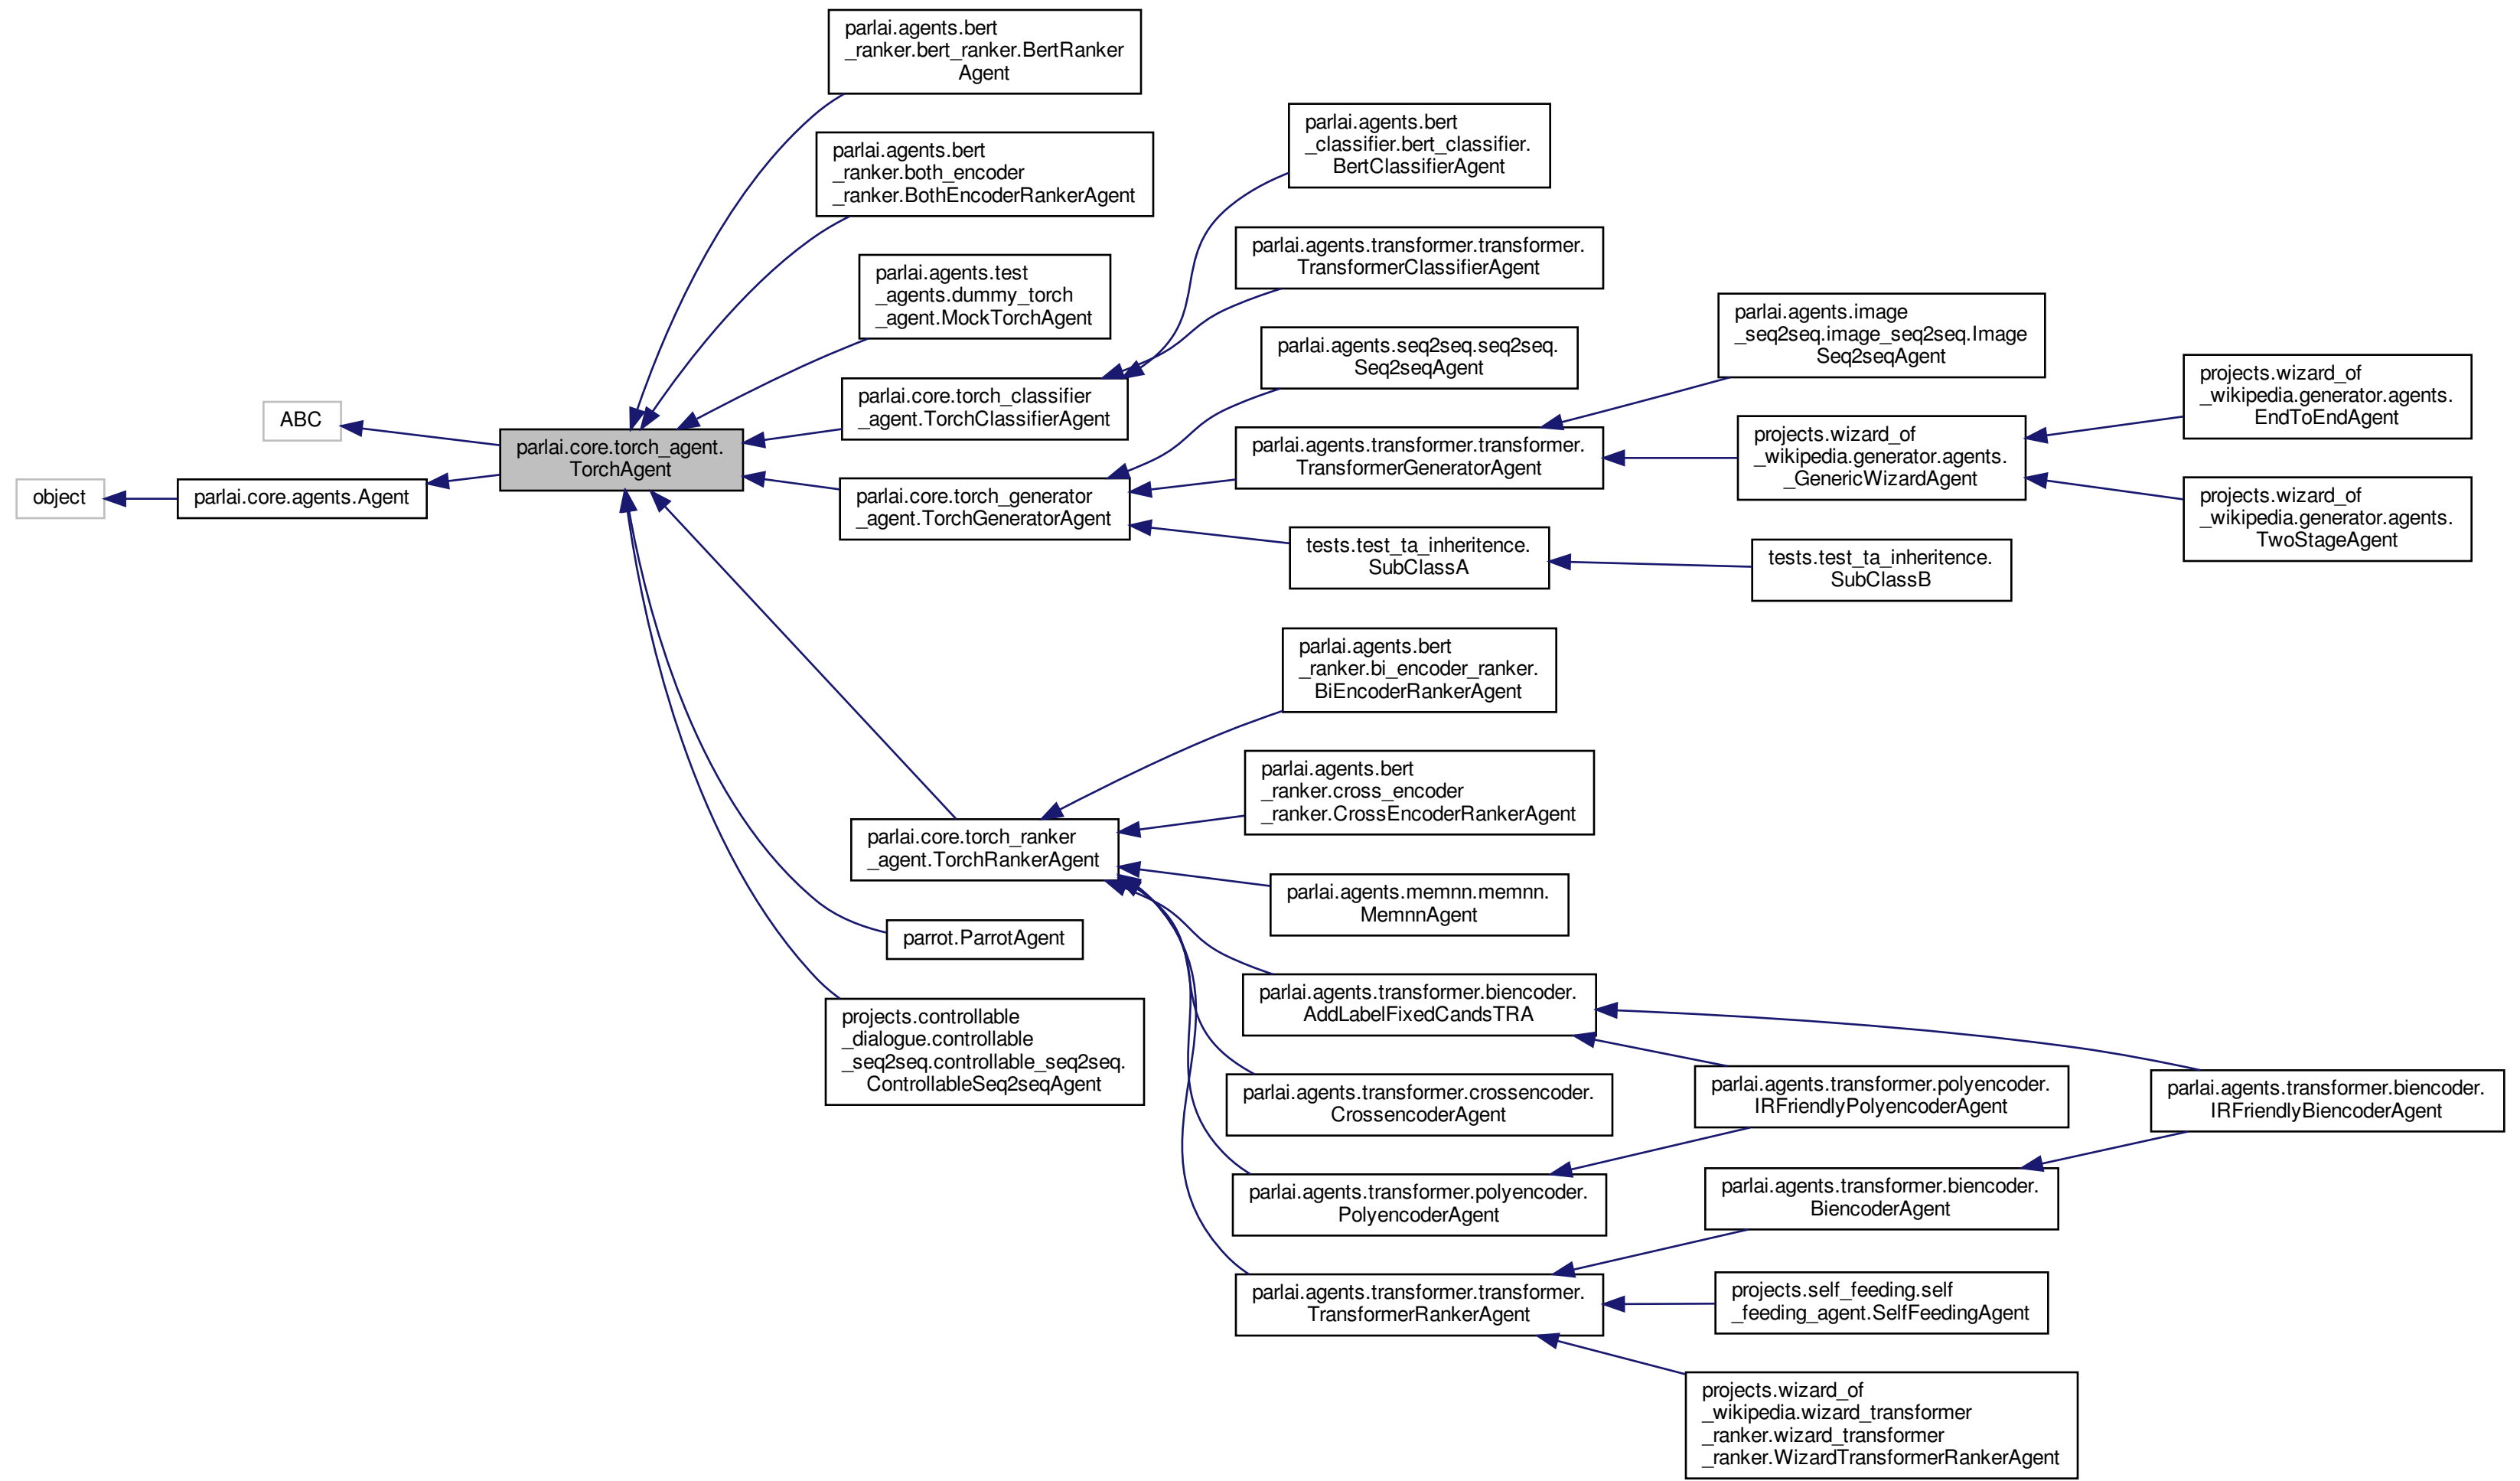 parlai.agents.bert
_ranker.bert_ranker.BertRanker
Agent
parlai.agents.bert
_ranker.both_encoder
_ranker.BothEncoderRankerAgent
parlai.agents.test
_agents.dummy_torch
_agent.MockTorchAgent
ABC
object
parlai.core.agents.Agent
parlai.core.torch_agent.
TorchAgent
parlai.core.torch_classifier
_agent.TorchClassifierAgent
parlai.core.torch_generator
_agent.TorchGeneratorAgent
parlai.core.torch_ranker
_agent.TorchRankerAgent
parrot.ParrotAgent
projects.controllable
_dialogue.controllable
_seq2seq.controllable_seq2seq.
ControllableSeq2seqAgent
parlai.agents.bert
_classifier.bert_classifier.
BertClassifierAgent
parlai.agents.transformer.transformer.
TransformerClassifierAgent
parlai.agents.seq2seq.seq2seq.
Seq2seqAgent
parlai.agents.transformer.transformer.
TransformerGeneratorAgent
tests.test_ta_inheritence.
SubClassA
parlai.agents.image
_seq2seq.image_seq2seq.Image
Seq2seqAgent
projects.wizard_of
_wikipedia.generator.agents.
_GenericWizardAgent
tests.test_ta_inheritence.
SubClassB
projects.wizard_of
_wikipedia.generator.agents.
EndToEndAgent
projects.wizard_of
_wikipedia.generator.agents.
TwoStageAgent
parlai.agents.bert
_ranker.bi_encoder_ranker.
BiEncoderRankerAgent
parlai.agents.bert
_ranker.cross_encoder
_ranker.CrossEncoderRankerAgent
parlai.agents.memnn.memnn.
MemnnAgent
parlai.agents.transformer.biencoder.
AddLabelFixedCandsTRA
parlai.agents.transformer.crossencoder.
CrossencoderAgent
parlai.agents.transformer.polyencoder.
PolyencoderAgent
parlai.agents.transformer.transformer.
TransformerRankerAgent
parlai.agents.transformer.polyencoder.
IRFriendlyPolyencoderAgent
parlai.agents.transformer.biencoder.
BiencoderAgent
projects.self_feeding.self
_feeding_agent.SelfFeedingAgent
projects.wizard_of
_wikipedia.wizard_transformer
_ranker.wizard_transformer
_ranker.WizardTransformerRankerAgent
parlai.agents.transformer.biencoder.
IRFriendlyBiencoderAgent